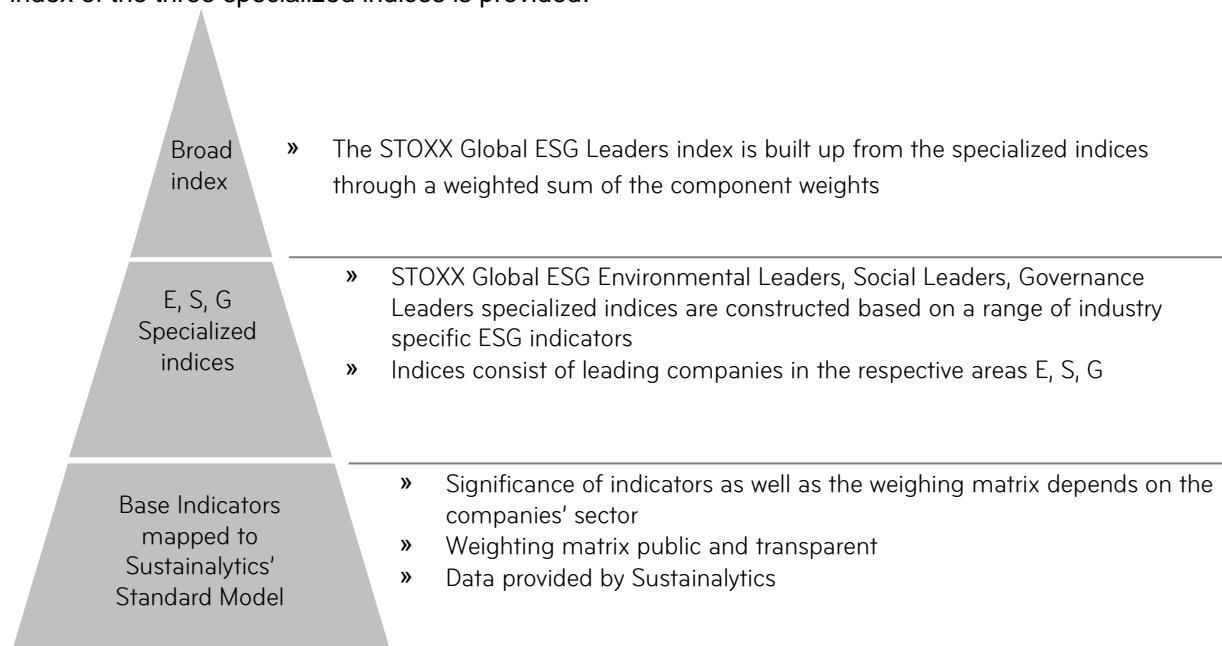 index of the three specialized indices is provided.
Broad
index
» The STOXX Global ESG Leaders index is built up from the specialized indices
through a weighted sum of the component weights
E, S, G
Specialized
indices
» STOXX Global ESG Environmental Leaders, Social Leaders, Governance
Leaders specialized indices are constructed based on a range of industry
specific ESG indicators
» Indices consist of leading companies in the respective areas E, S, G
Base Indicators
mapped to
Sustainalytics’
Standard Model
» Significance of indicators as well as the weighing matrix depends on the
companies’ sector
» Weighting matrix public and transparent
» Data provided by Sustainalytics